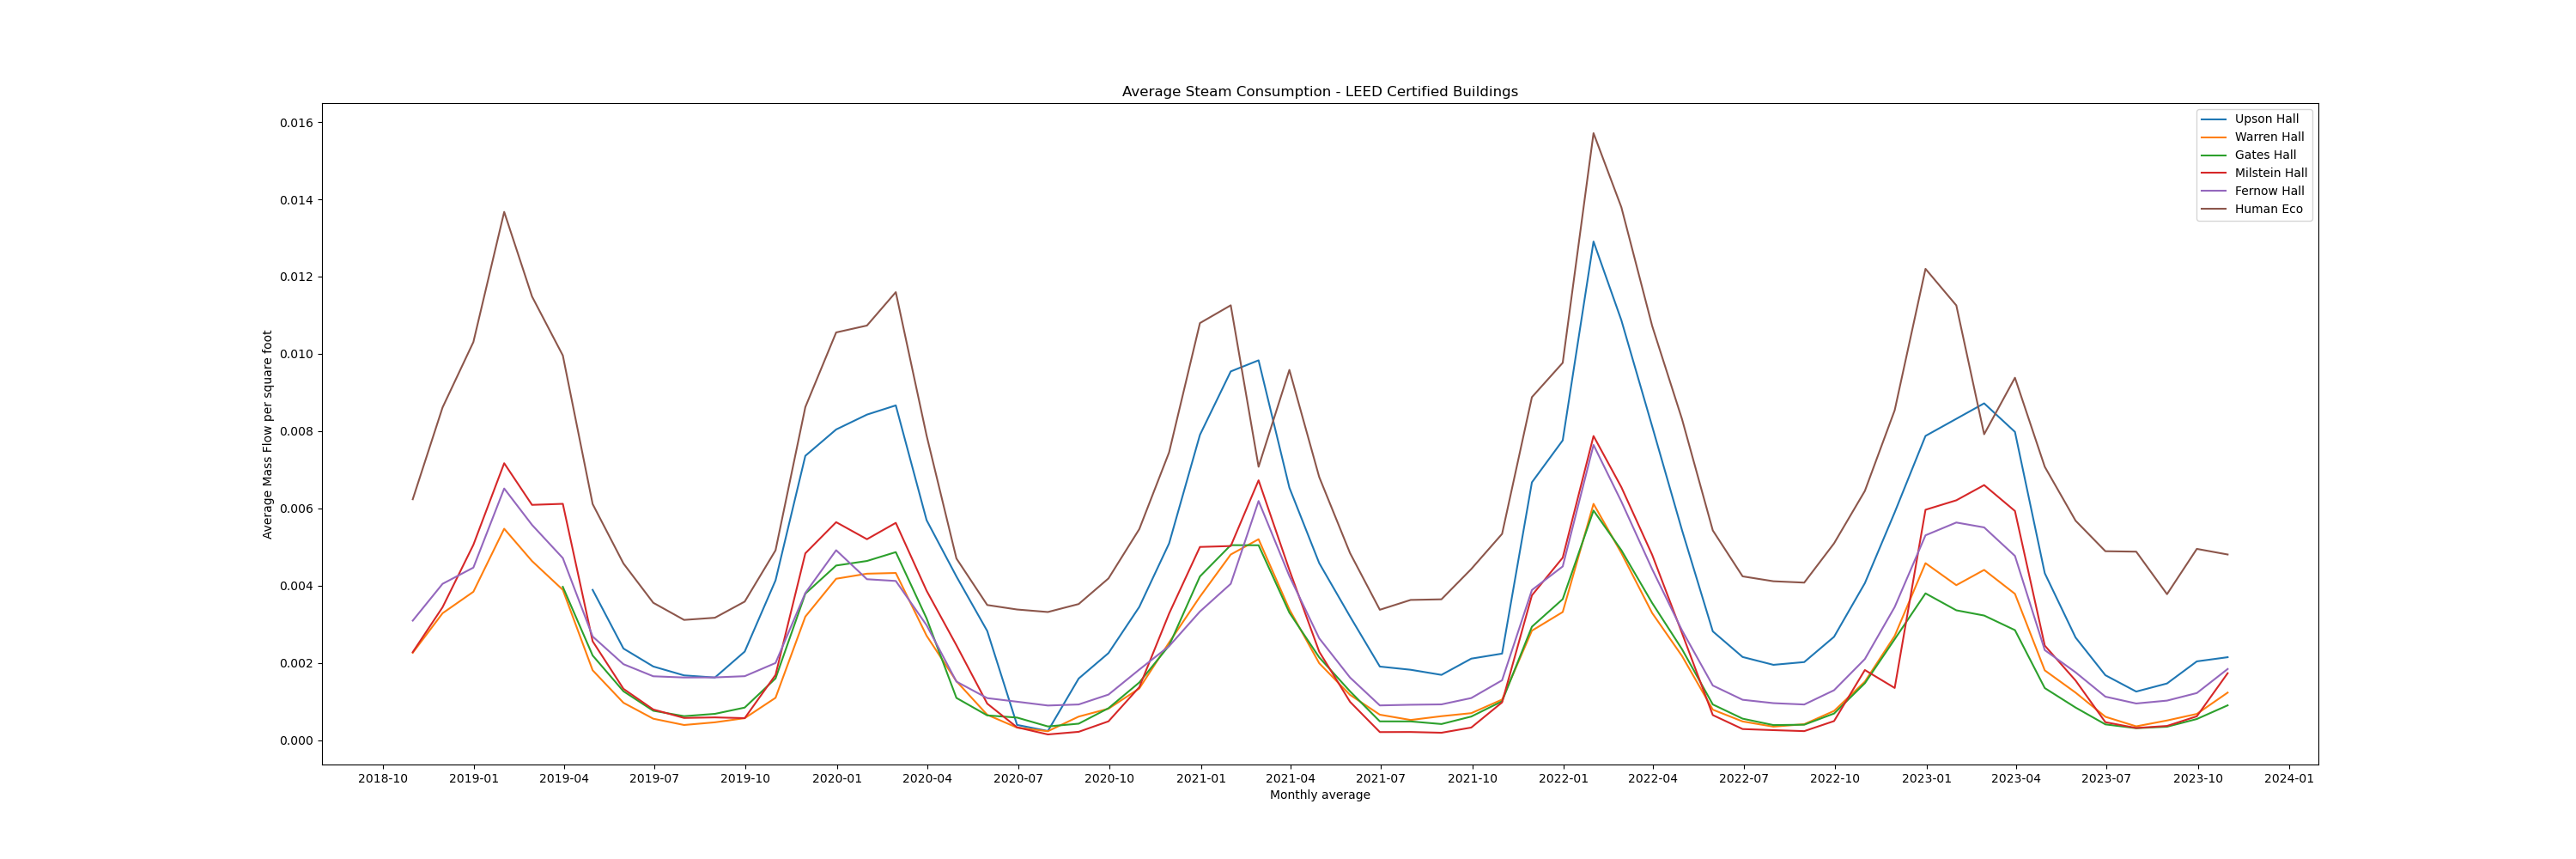 Average Steam Consumption - LEED Certified Buildings
Average Mass Flow per square foot
0.016
0.014
0.012
0.010
0.008
0.006
0.004
0.002
0.000
Upson Hall
Warren Hall
Gates Hall
Milstein Hall
Fernow Hall
Human Eco
2018-10 2019-01 2019-04 2019-07 2019-10 2020-01 2020-04 2020-07 2020-10 2021-01 2021-04 2021-07 2021-10 2022-01 2022-04 2022-07 2022-10 2023-01 2023-04 2023-07 2023-10 2024-01
Monthly average